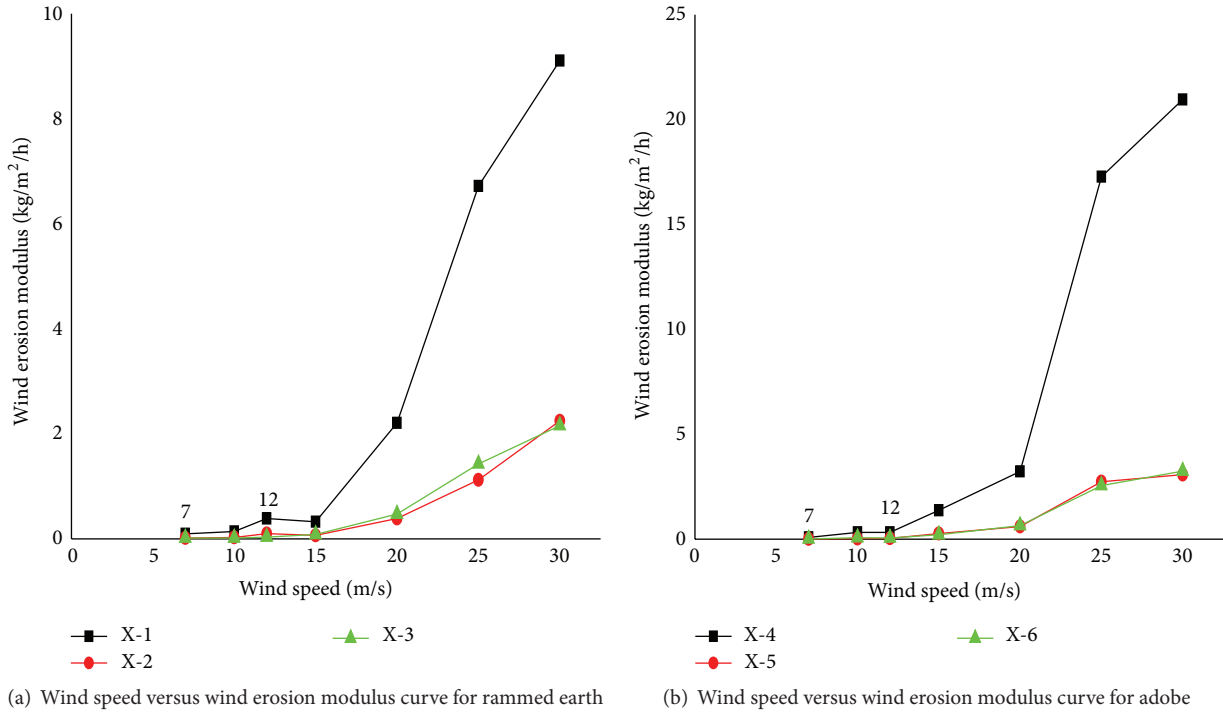 10
8
6
4
2
0
Wind erosion modulus (kg/m²/h)
7
12
0 5 10 15 20 25 30
Wind speed (m/s)
X-1
X-2
X-3
(a) Wind speed versus wind erosion modulus curve for rammed earth
25
20
15
10
5
0
Wind erosion modulus (kg/m²/h)
7
12
0 5 10 15 20 25 30
Wind speed (m/s)
X-4
X-5
X-6
(b) Wind speed versus wind erosion modulus curve for adobe